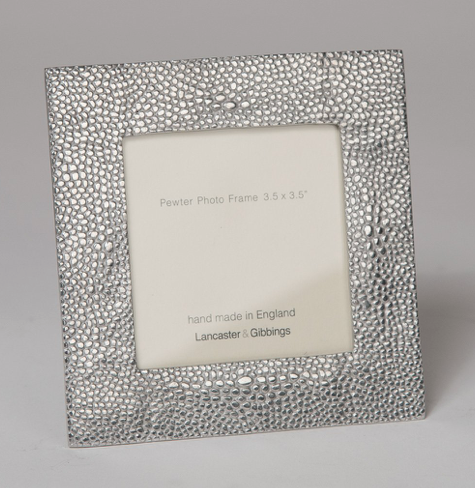 Pewter Photo Frame 3.5 x 3.5"
hand made in England
Lancaster & Gibbings